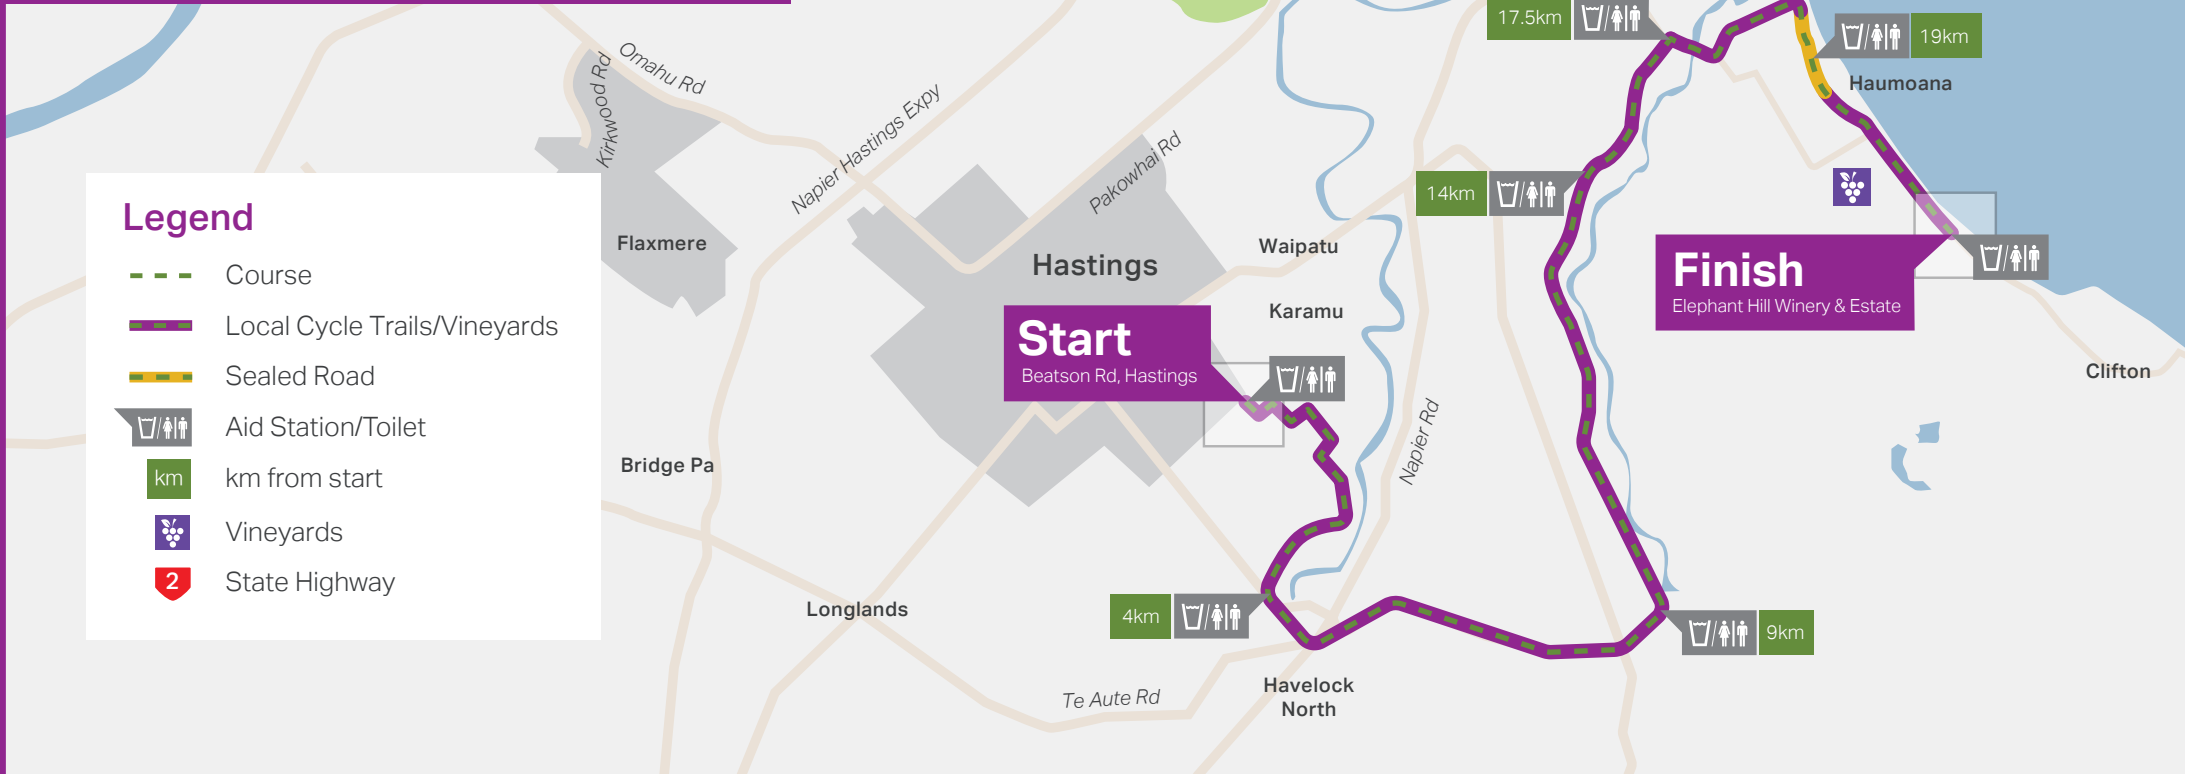 17.5km
19km
Haumoana
Omahu Rd
Kirkwood Rd
Napier Hastings Expy
Pakowhai Rd
14km
Legend
Course
Local Cycle Trails/Vineyards
Sealed Road
Aid Station/Toilet
km
km from start
Vineyards
2
State Highway
Flaxmere
Hastings
Waipatu
Karamu
Start
Beatson Rd, Hastings
Finish
Elephant Hill Winery & Estate
Clifton
Napier Rd
Bridge Pa
Longlands
4km
9km
Te Aute Rd
Havelock
North